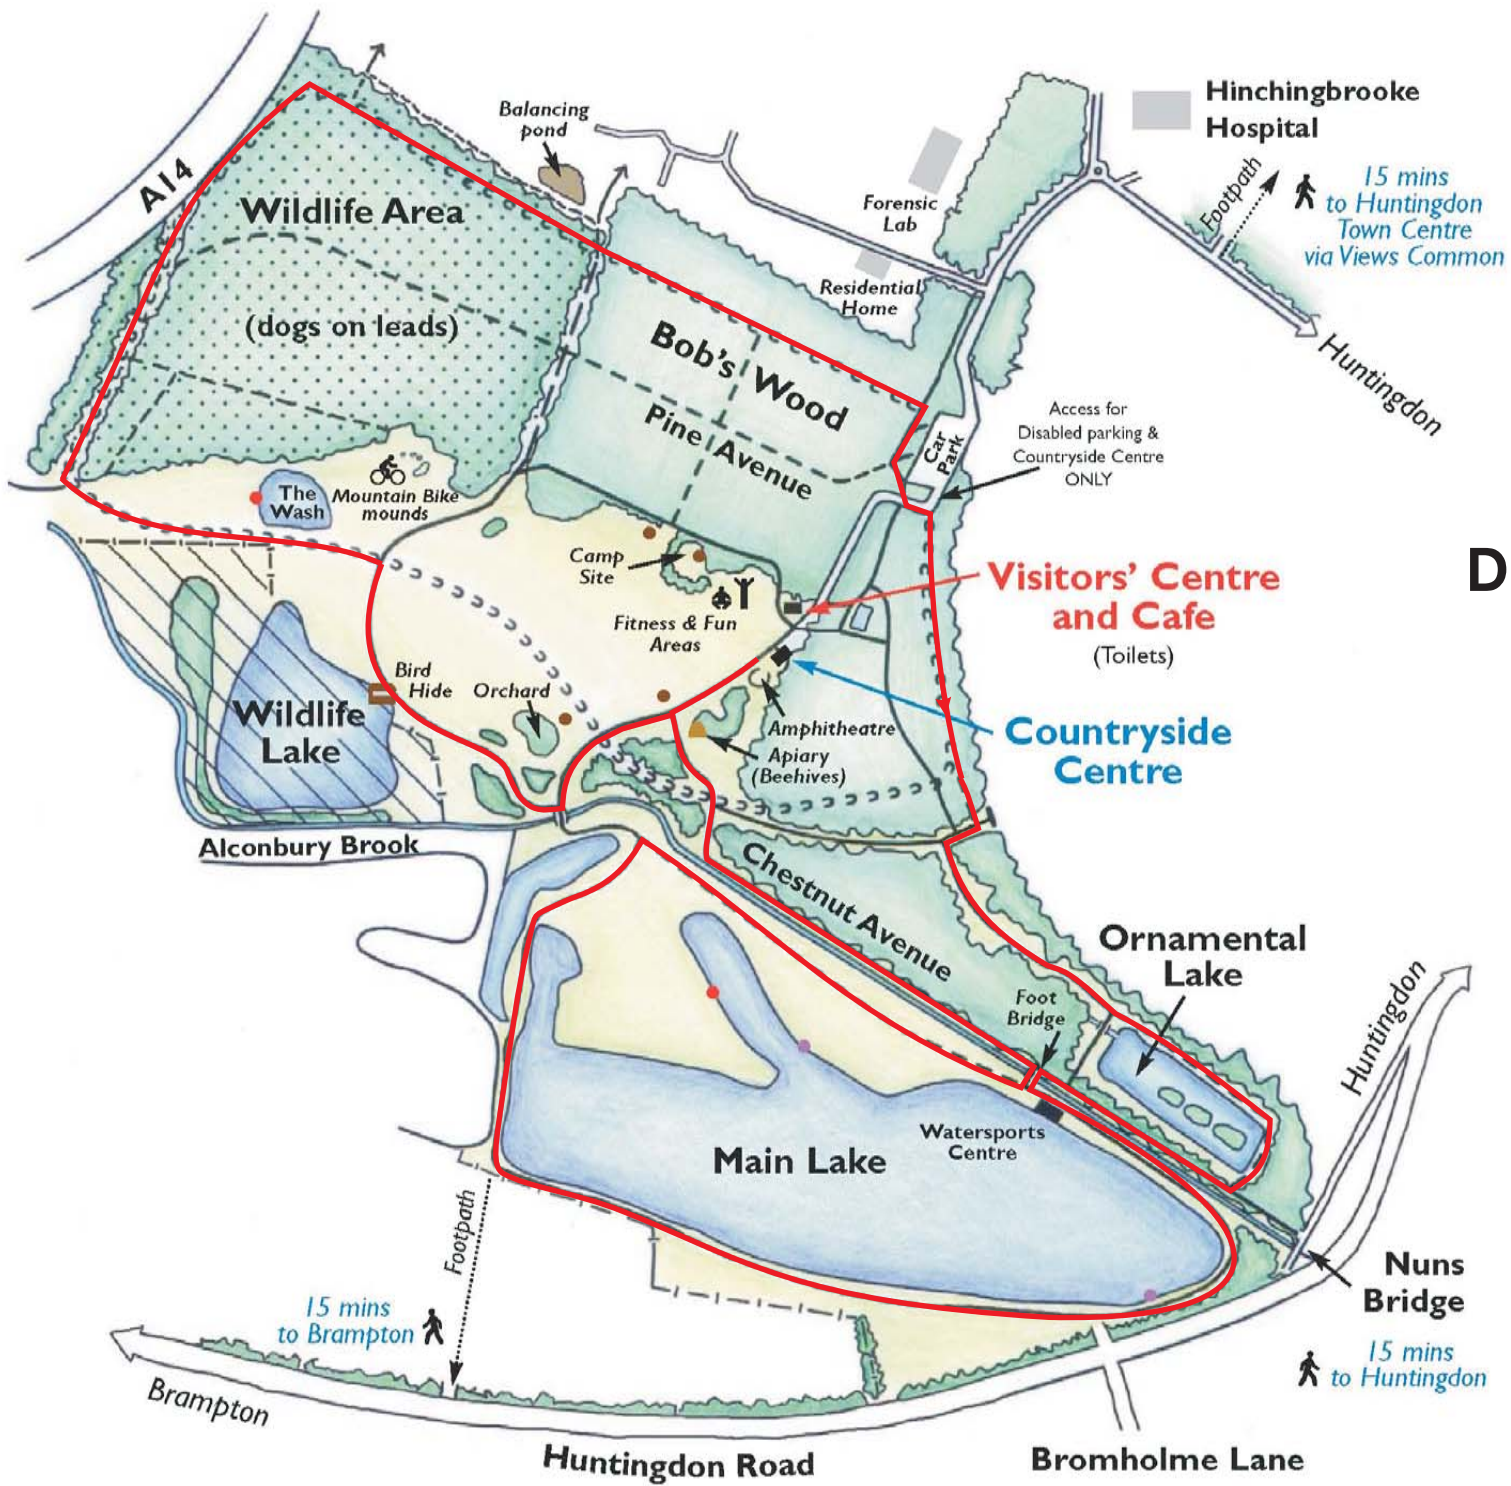 Hinchingbrooke
Hospital
Balancing
pond
A14
Footpath
15 mins
to Huntingdon
Town Centre
via Views Common
Wildlife Area
Forensic
Lab
Residential
Home
(dogs on leads)
Bob's Wood
Huntingdon
Pine Avenue
Car
Park
Access for
Disabled parking &
Countryside Centre
ONLY
The
Wash
Mountain Bike
mounds
Camp
Site
D
Visitors' Centre
and Cafe
(Toilets)
Fitness & Fun
Areas
Bird
Hide
Orchard
Wildlife
Lake
Amphitheatre
Apiary
(Beehives)
Countryside
Centre
Alconbury Brook
Chestnut Avenue
Ornamental
Lake
Foot
Bridge
Huntingdon
Watersports
Centre
Main Lake
Footpath
Nuns
Bridge
15 mins
to Brampton
15 mins
to Huntingdon
Brampton
Huntingdon Road
Bromholme Lane